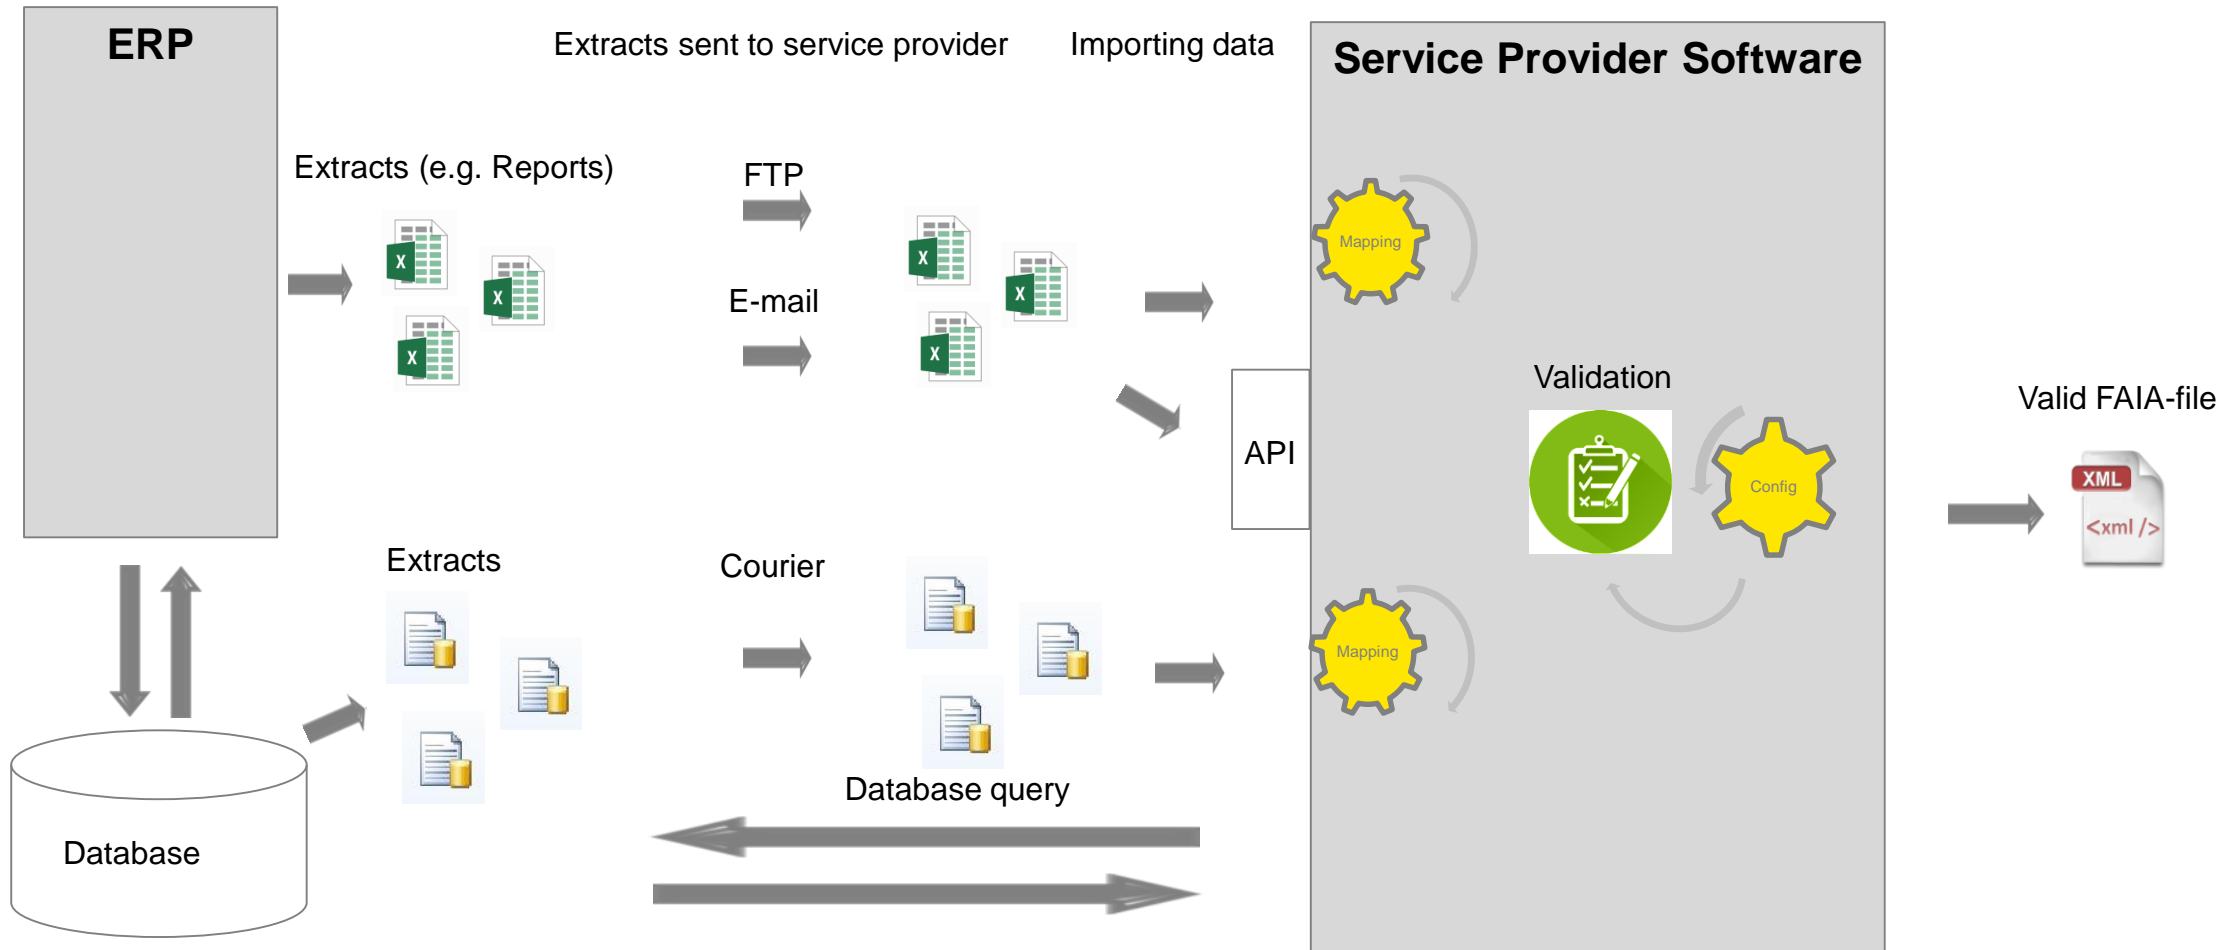 ERP
Extracts sent to service provider
Importing data
Service Provider Software
Extracts (e.g. Reports)
FTP
E-mail
X
X
X
X
X
X
Mapping
Validation
API
Config
Valid FAIA-file
XML
<xml />
Extracts
Courier
Mapping
Database query
Database